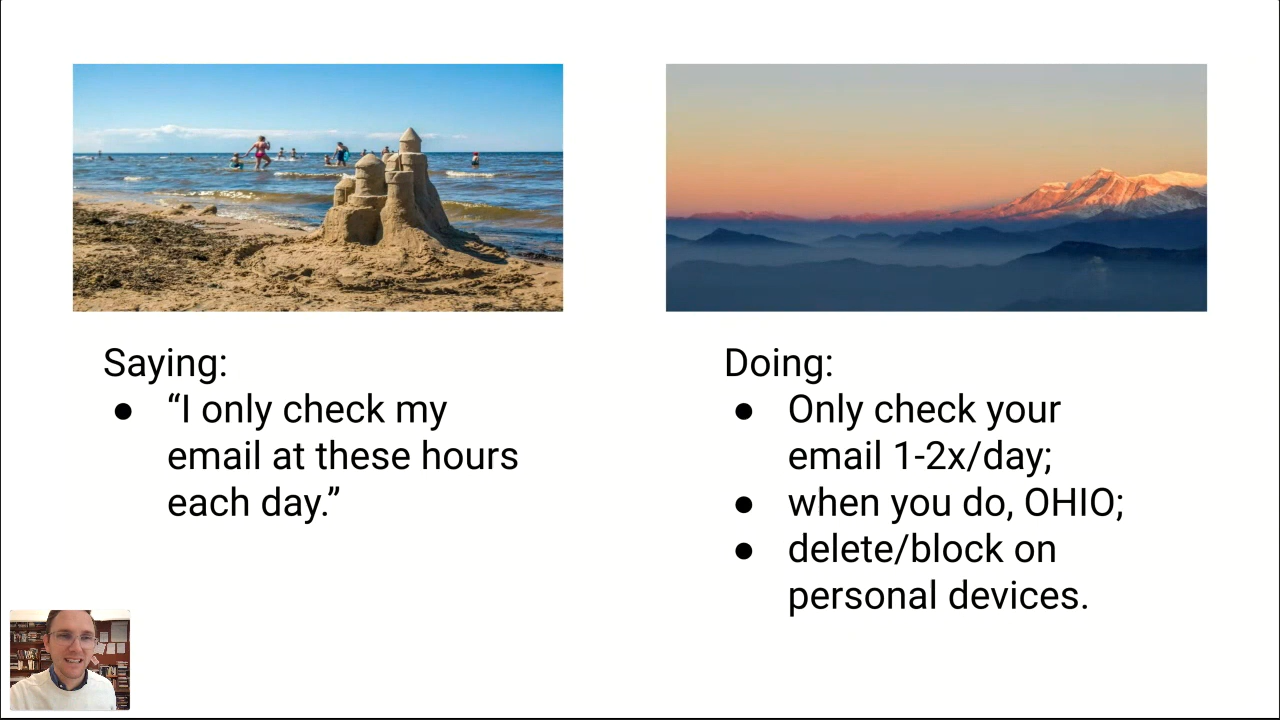 Saying:
● “I only check my
email at these hours
each day.”
Doing:
● Only check your
email 1-2x/day;
● when you do, OHIO;
● delete/block on
personal devices.